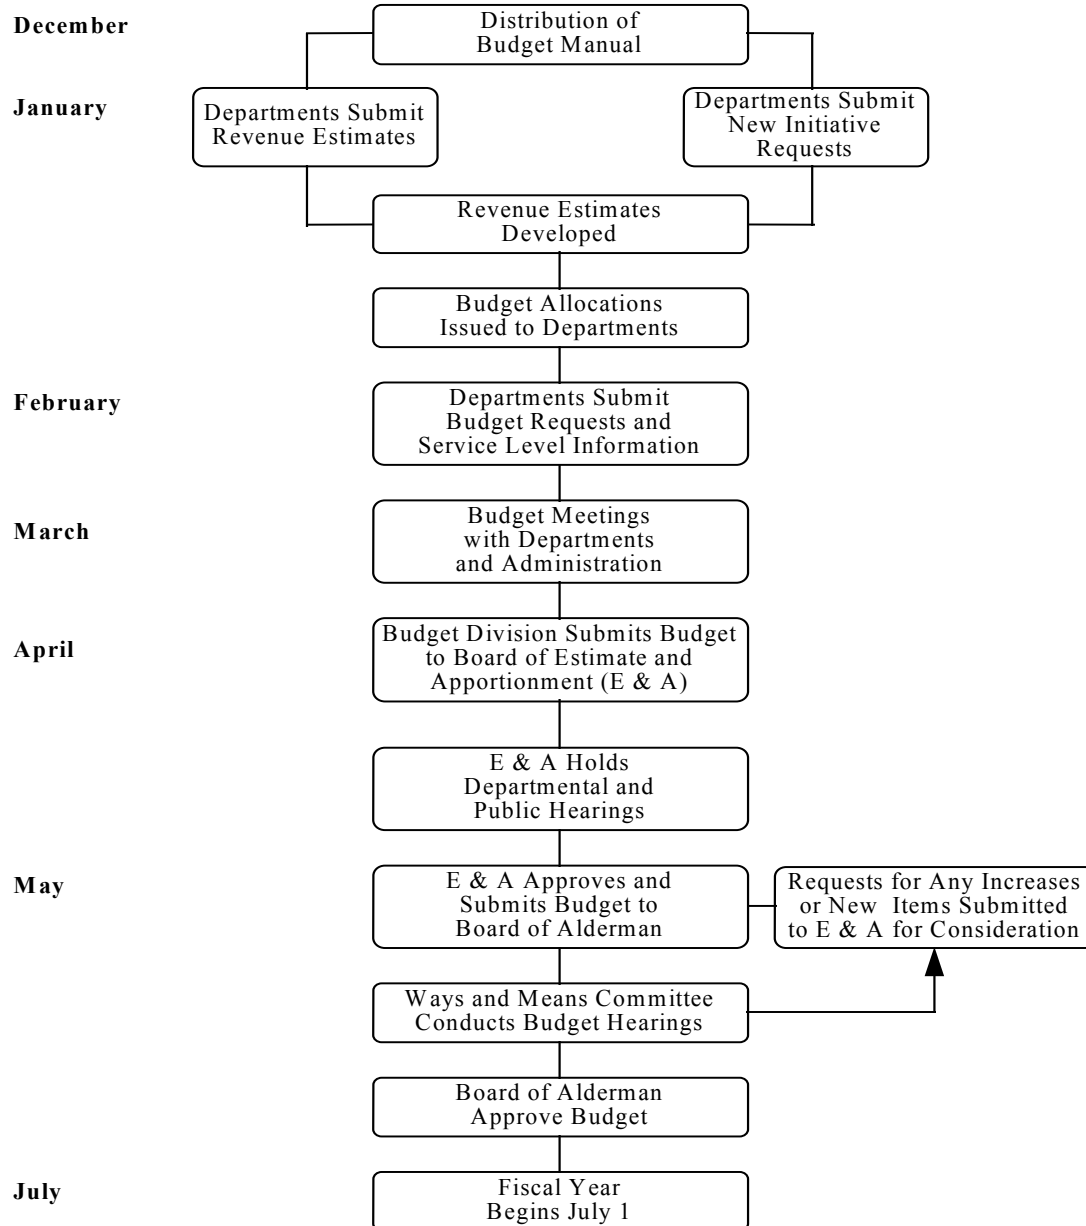 December
Distribution of
Budget Manual
January
Departments Submit
Revenue Estimates
Departments Submit
New Initiative
Requests
Revenue Estimates
Developed
Budget Allocations
Issued to Departments
February
Departments Submit
Budget Requests and
Service Level Information
March
Budget Meetings
with Departments
and Administration
April
Budget Division Submits Budget
to Board of Estimate and
Apportionment (E & A)
E & A Holds
Departmental and
Public Hearings
May
E & A Approves and
Submits Budget to
Board of Alderman
Requests for Any Increases
or New Items Submitted
to E & A for Consideration
Ways and Means Committee
Conducts Budget Hearings
Board of Alderman
Approve Budget
July
Fiscal Year
Begins July 1